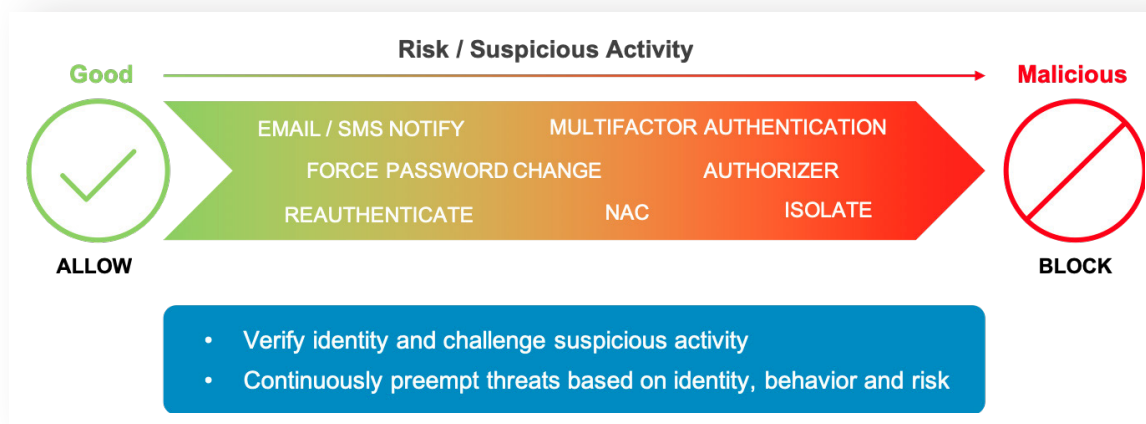 Risk / Suspicious Activity
Good
Malicious
EMAIL / SMS NOTIFY
MULTIFACTOR AUTHENTICATION
FORCE PASSWORD CHANGE
AUTHORIZER
REAUTHENTICATE
NAC
ISOLATE
ALLOW
BLOCK
• Verify identity and challenge suspicious activity
• Continuously preempt threats based on identity, behavior and risk